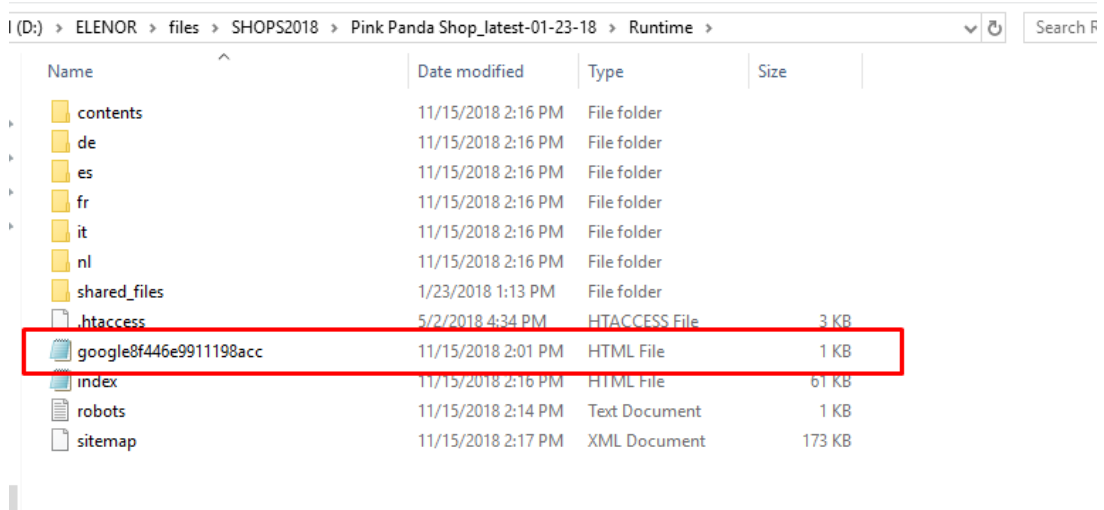 l (D:) > ELENOR > files > SHOPS2018 > Pink Panda Shop_latest-01-23-18 > Runtime > Search R
Name Date modified Type Size
contents 11/15/2018 2:16 PM File folder
de 11/15/2018 2:16 PM File folder
es 11/15/2018 2:16 PM File folder
fr 11/15/2018 2:16 PM File folder
it 11/15/2018 2:16 PM File folder
nl 11/15/2018 2:16 PM File folder
shared_files 1/23/2018 1:13 PM File folder
.htaccess 5/2/2018 4:34 PM HTACCESS File 3 KB
google8f446e9911198acc 11/15/2018 2:01 PM HTML File 1 KB
index 11/15/2018 2:16 PM HTML File 61 KB
robots 11/15/2018 2:14 PM Text Document 1 KB
sitemap 11/15/2018 2:17 PM XML Document 173 KB